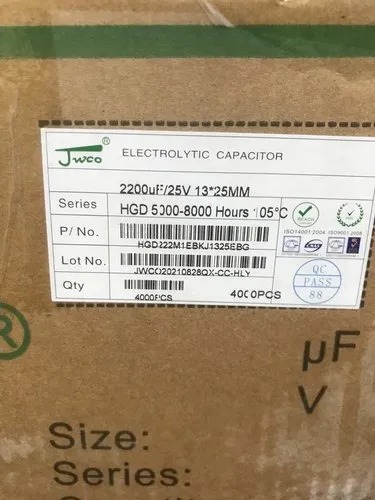 Jwco ®
ELECTROLYTIC CAPACITOR
2200uF/25V 13*25MM
Series HGD 5000-8000 Hours 105°C
P/ No. HGD222M1EBKJ1325EBG
REACH
ISO14001:2004 ISO9001:2008
Lot No. JWCO20210828QX-CC-HLY
Qty 4000PCS 4000PCS
QC
PASS
88
®
µF
V
Size:
Series: